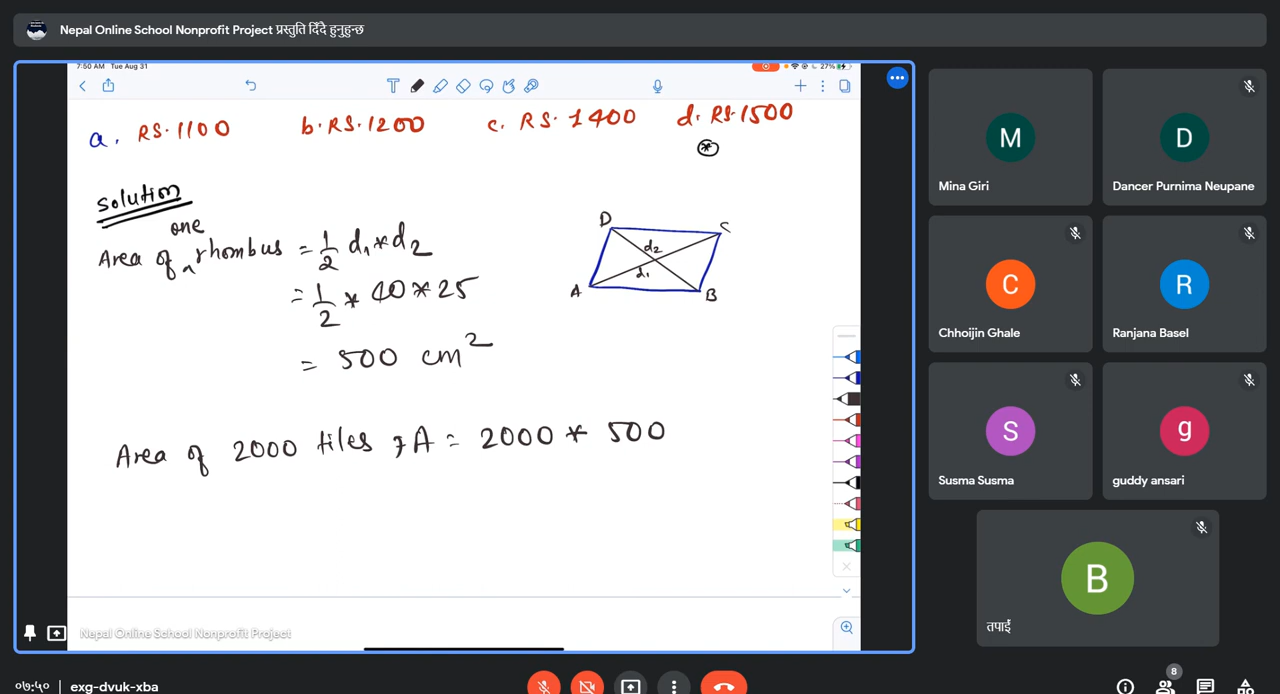 Nepal Online School Nonprofit Project प्रस्तुति दिँदै हुनुहुन्छ
7:50 AM Tue Aug 31
27%
T
a. RS. 1100 b. RS. 1200 c. RS. 1400 d. RS. 1500
*
solution
one
Area of ^ rhombus = 1/2 d1 * d2
= 1/2 * 40 * 25
= 500 cm2
D C
d2
d1
A B
Area of 2000 tiles, A = 2000 * 500
Nepal Online School Nonprofit Project
M
Mina Giri
D
Dancer Purnima Neupane
C
Chhoijin Ghale
R
Ranjana Basel
S
Susma Susma
g
guddy ansari
B
तपाईं
०७:५० | exg-dvuk-xba
8